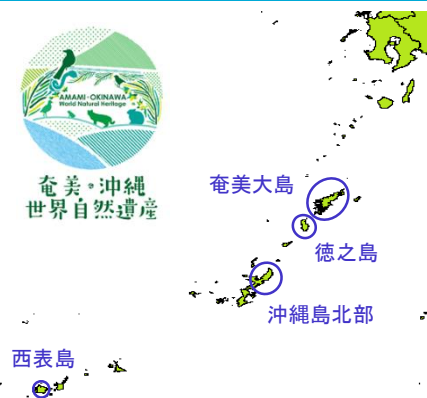 AMAMI-OKINAWA
World Natural Heritage
奄美・沖縄
世界自然遺産
奄美大島
徳之島
沖縄島北部
西表島